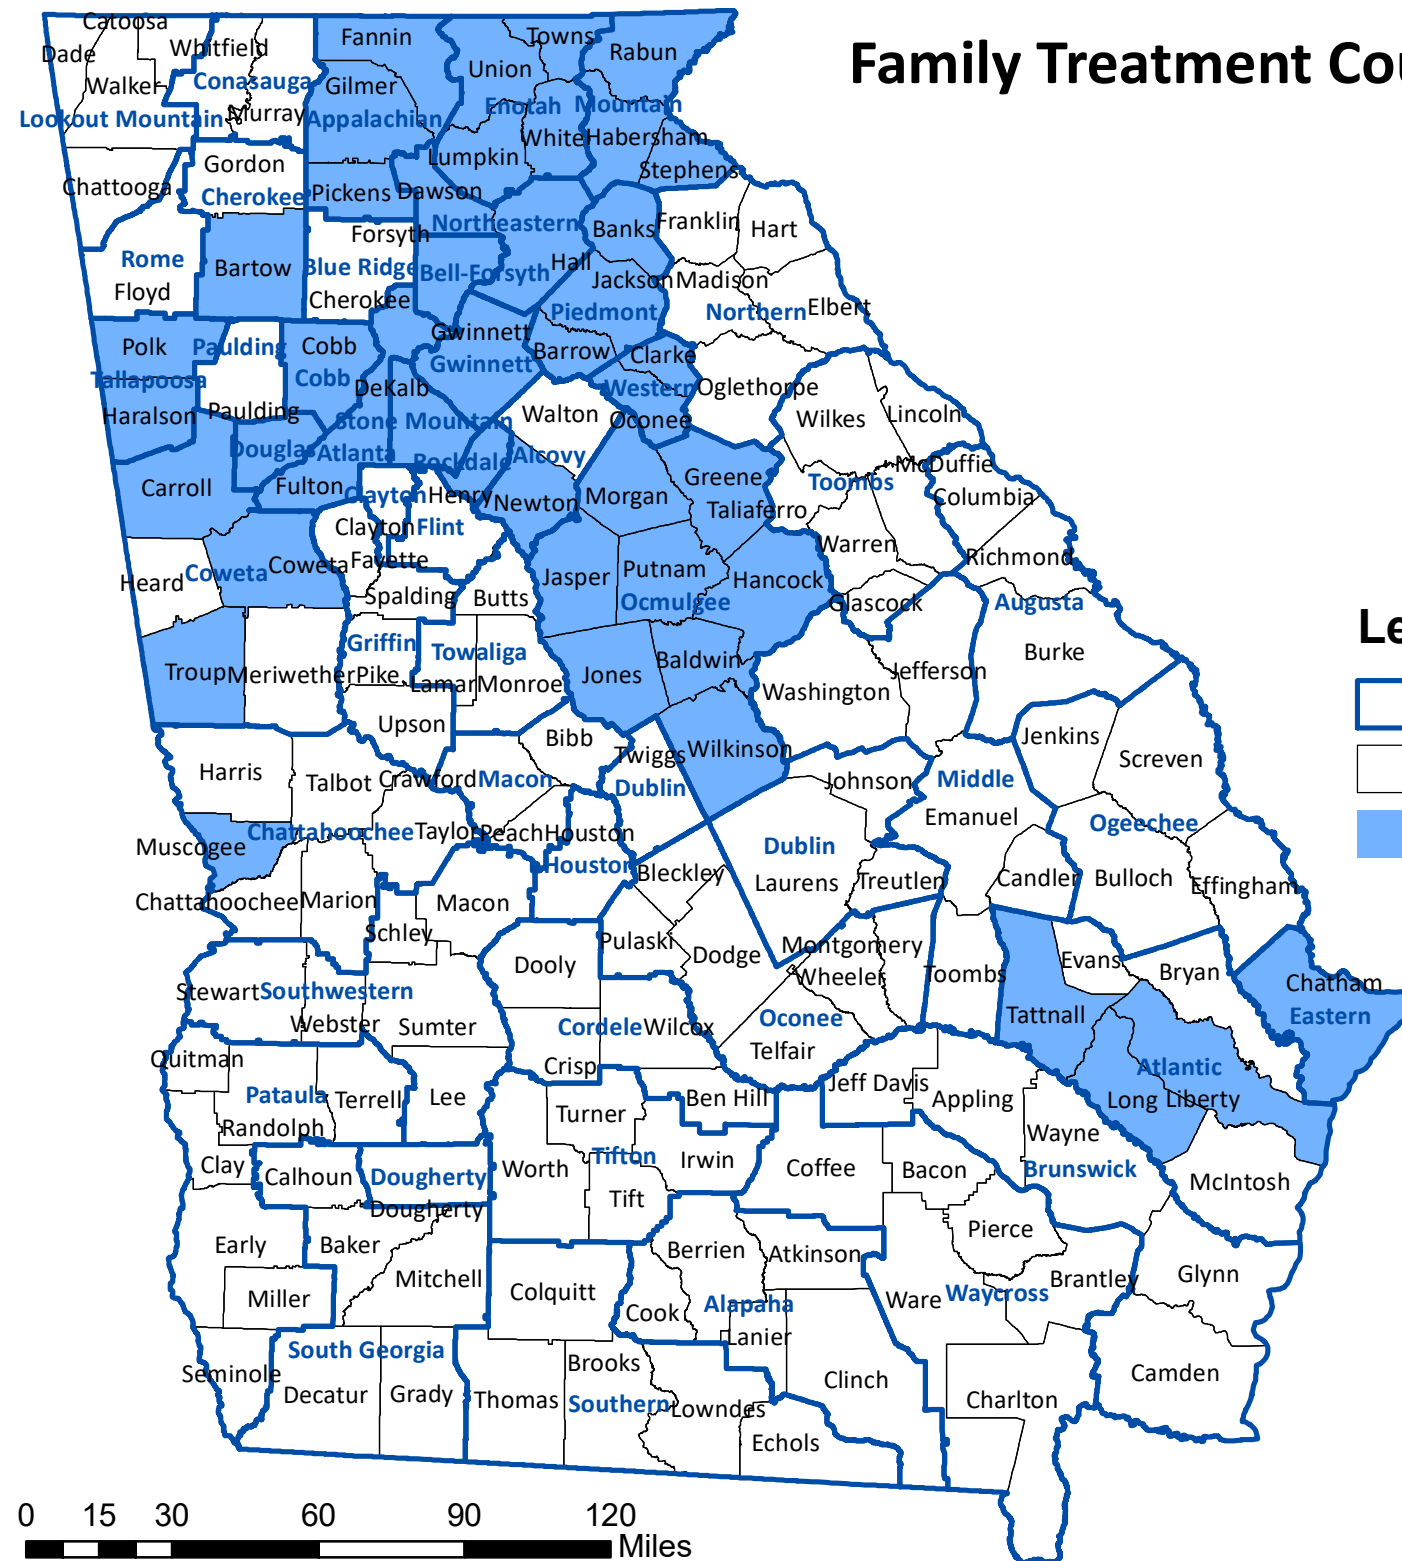 Family Treatment Cou
Catoosa
Dade
Whitfield
Fannin
Towns
Rabun
Union
Walker
Conasauga
Gilmer
Lookout Mountain
Murray
Appalachian
Enotah
Mountain
White
Habersham
Lumpkin
Stephens
Chattooga
Gordon
Cherokee
Pickens
Dawson
Northeastern
Banks
Franklin
Hart
Forsyth
Rome
Bartow
Blue Ridge
Bell-Forsyth
Hall
Jackson
Madison
Floyd
Cherokee
Piedmont
Northern
Elbert
Polk
Paulding
Cobb
Gwinnett
Barrow
Clarke
Tallapoosa
Cobb
DeKalb
Gwinnett
Western
Oglethorpe
Haralson
Paulding
Stone Mountain
Walton
Oconee
Wilkes
Lincoln
Douglas
Atlanta
Rockdale
Alcovy
McDuffie
Carroll
Fulton
Clayton
Henry
Newton
Morgan
Greene
Toombs
Columbia
Taliaferro
Clayton
Flint
Warren
Richmond
Heard
Coweta
Coweta
Fayette
Jasper
Putnam
Hancock
Spalding
Butts
Ocmulgee
Glascock
Augusta
Le
Griffin
Towaliga
Burke
Troup
Meriwether
Pike
Lamar
Monroe
Jones
Baldwin
Washington
Jefferson
Upson
Bibb
Twiggs
Wilkinson
Jenkins
Screven
Harris
Talbot
Crawford
Macon
Dublin
Johnson
Middle
Muscogee
Chattahoochee
Taylor
Peach
Houston
Emanuel
Ogeechee
Houston
Bleckley
Dublin
Laurens
Treutlen
Candler
Bulloch
Effingham
Chattahoochee
Marion
Macon
Schley
Pulaski
Dodge
Montgomery
Wheeler
Toombs
Evans
Bryan
Chatham
Dooly
Eastern
Stewart
Southwestern
Webster
Sumter
Cordele
Wilcox
Oconee
Tattnall
Quitman
Crisp
Telfair
Atlantic
Pataula
Terrell
Lee
Turner
Ben Hill
Jeff Davis
Appling
Long
Liberty
Randolph
Wayne
Clay
Calhoun
Dougherty
Worth
Tifton
Irwin
Coffee
Bacon
Brunswick
McIntosh
Dougherty
Tift
Early
Baker
Berrien
Atkinson
Pierce
Miller
Mitchell
Colquitt
Cook
Alapaha
Ware
Waycross
Brantley
Glynn
Lanier
South Georgia
Seminole
Decatur
Grady
Thomas
Brooks
Southern
Lowndes
Clinch
Charlton
Camden
Echols
0 15 30 60 90 120
Miles